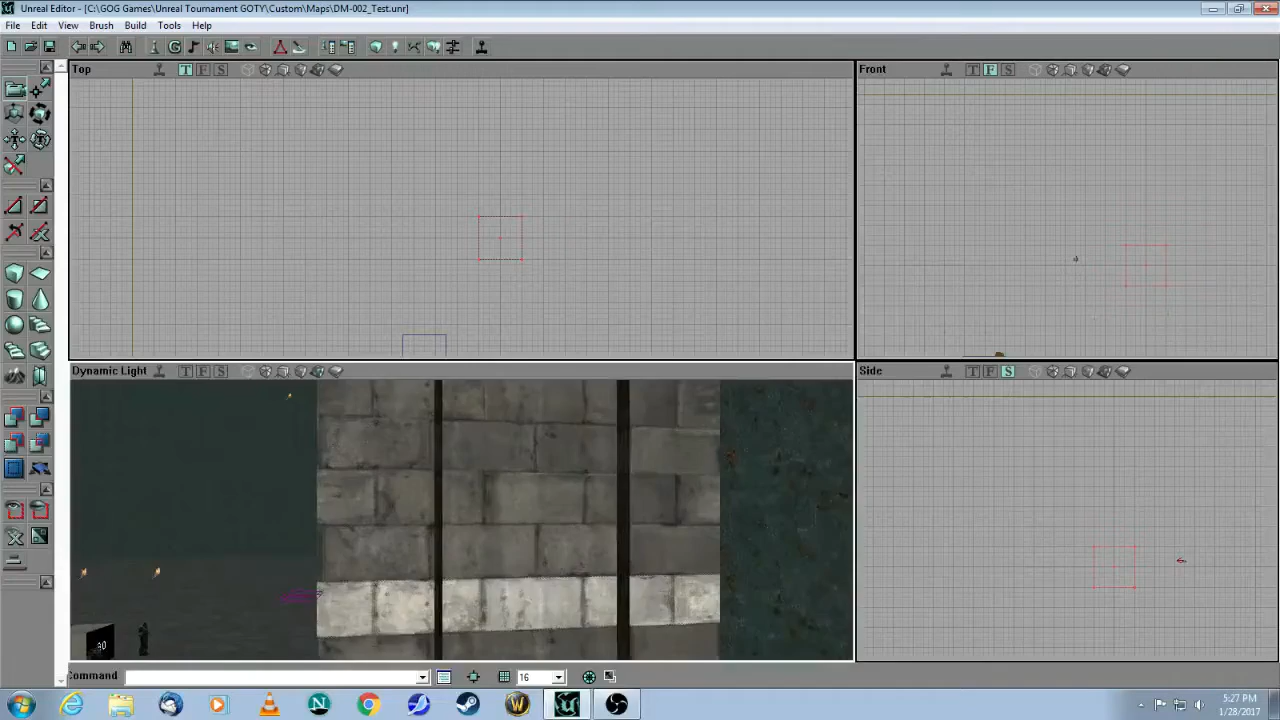 Unreal Editor - [C:\GOG Games\Unreal Tournament GOTY\Custom\Maps\DM-002_Test.unr]
File Edit View Brush Build Tools Help
Top T F S
Front T F S
Dynamic Light T F S
Side T F S
Command 16
5:27 PM
1/28/2017